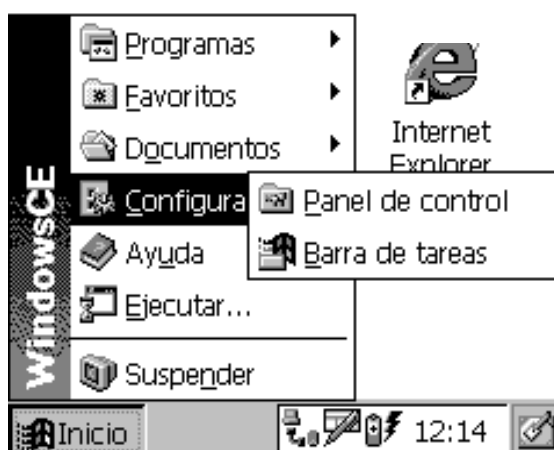 WindowsCE
Programas
Favoritos
Documentos
Configura
Ayuda
Ejecutar...
Suspender
Panel de control
Barra de tareas
Internet
Explorer
Inicio
12:14